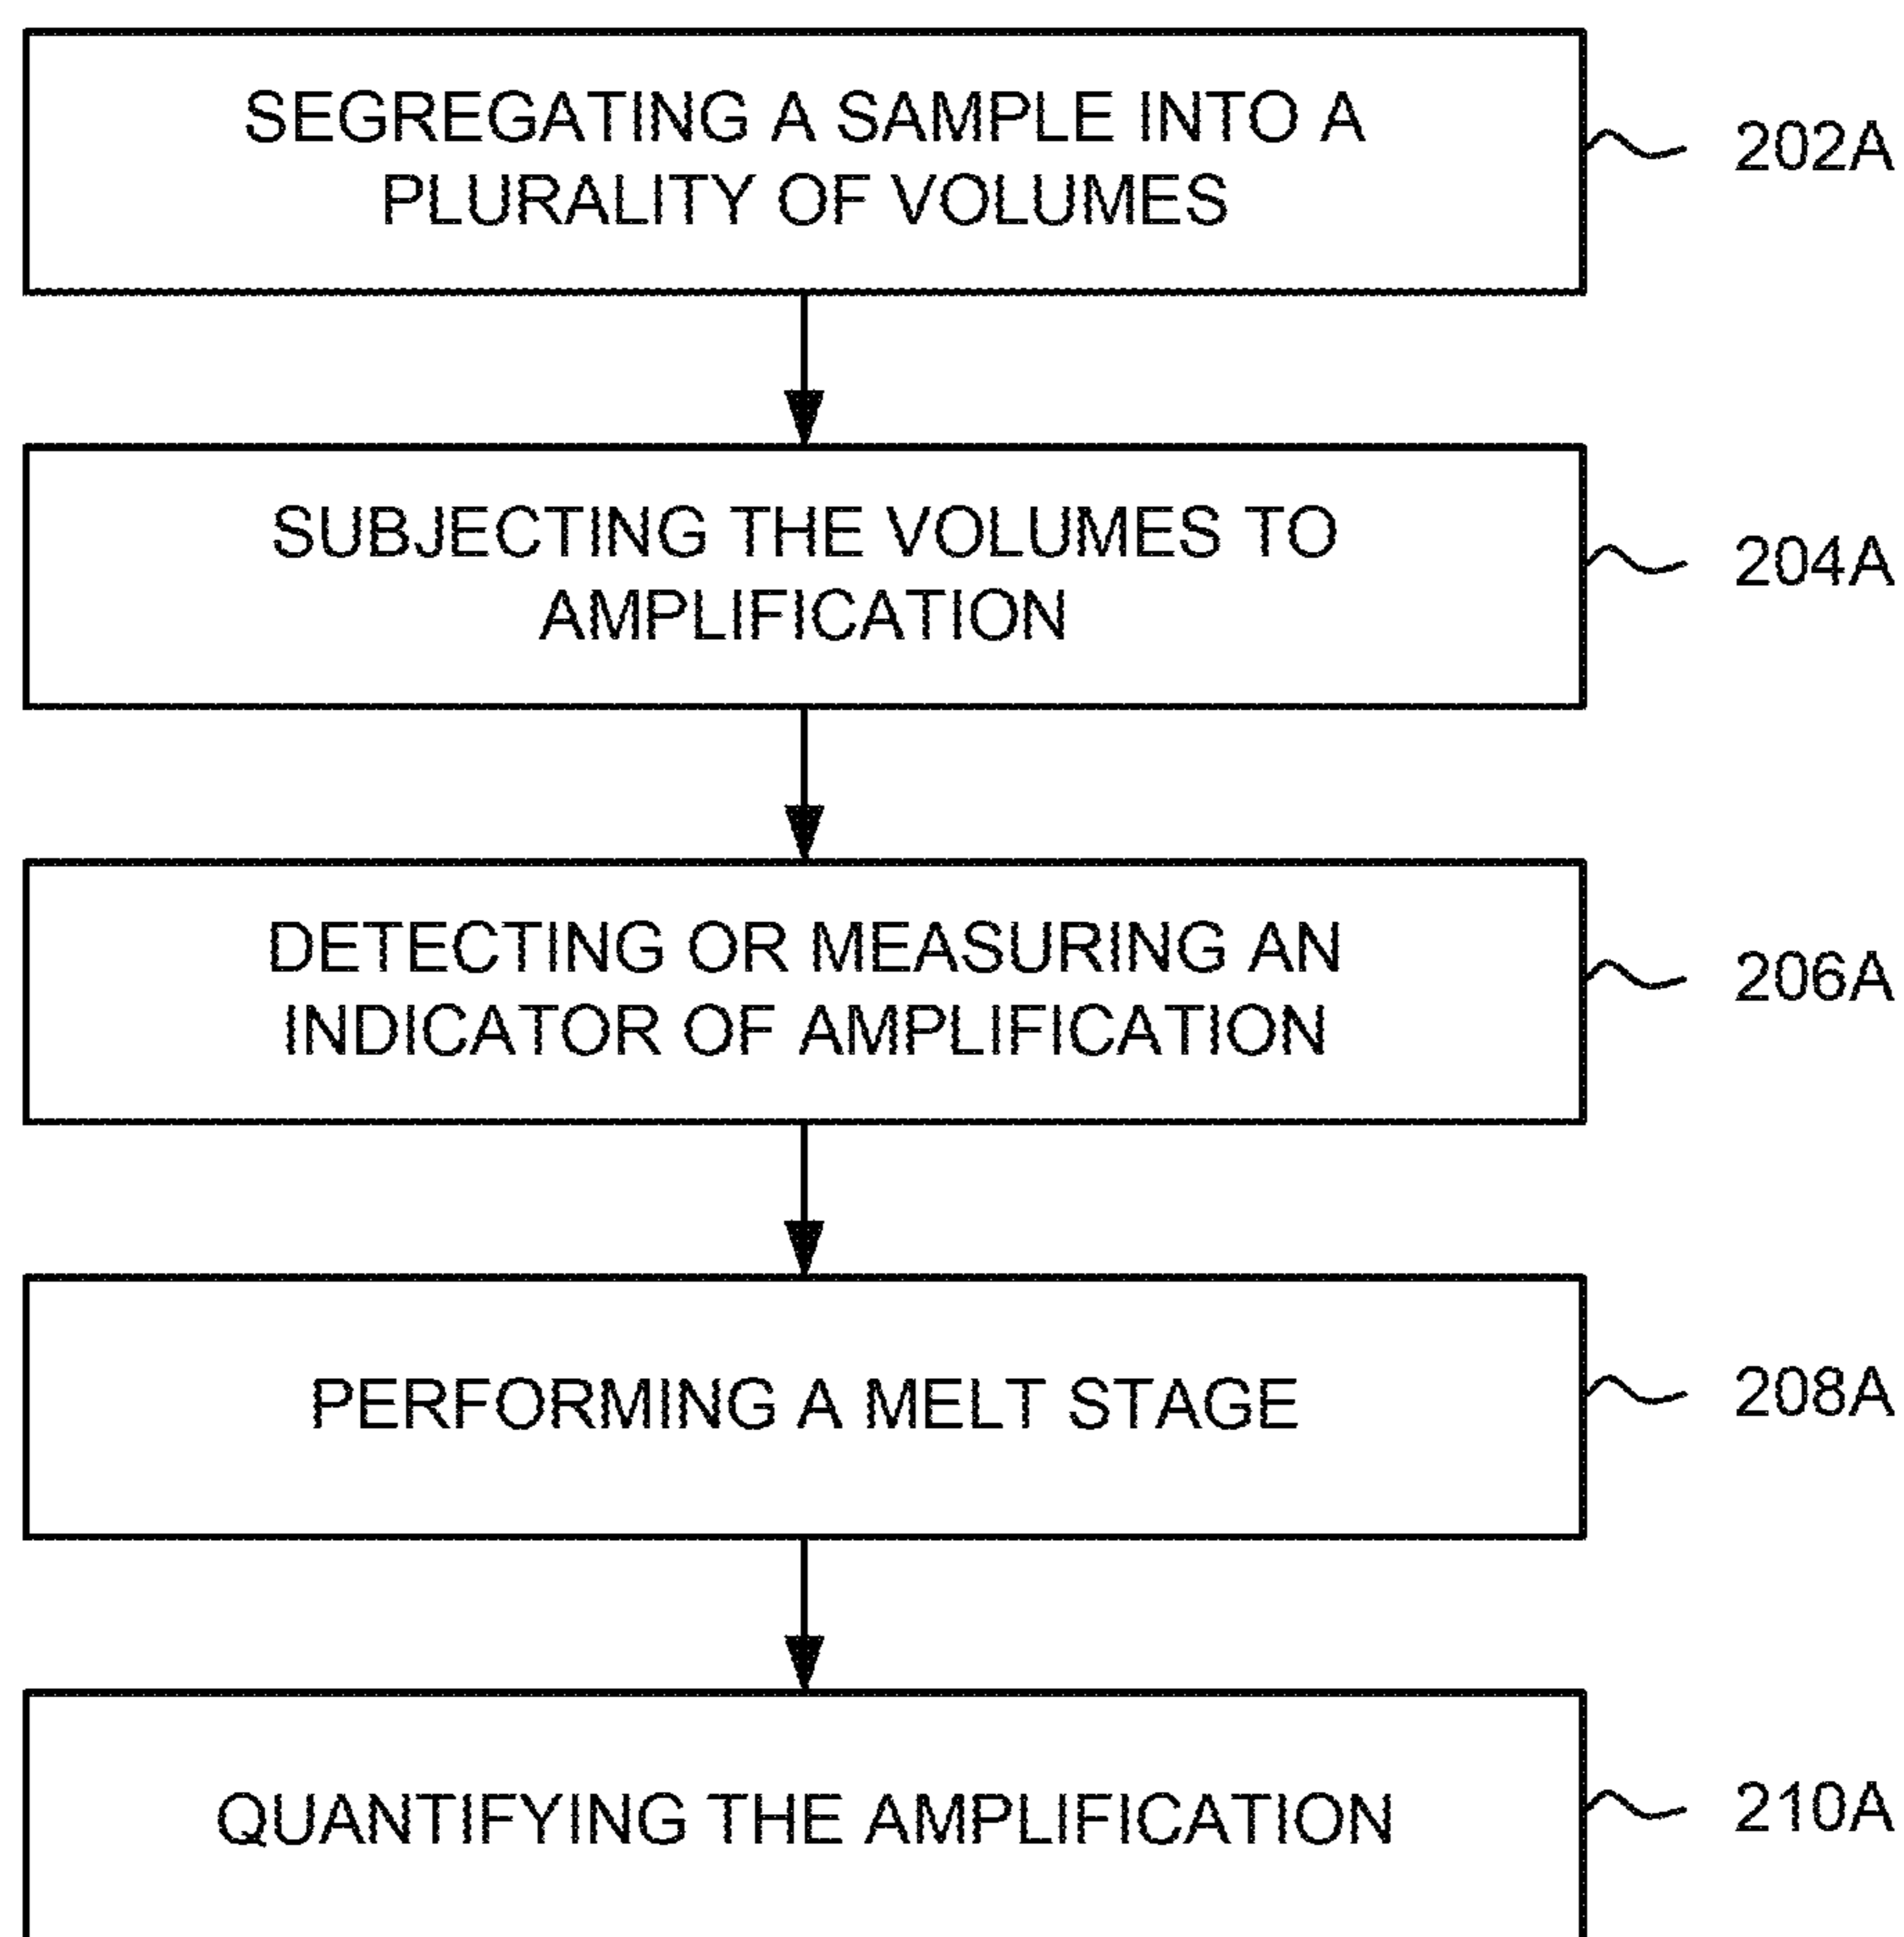 SEGREGATING A SAMPLE INTO A
PLURALITY OF VOLUMES
202A
SUBJECTING THE VOLUMES TO
AMPLIFICATION
204A
DETECTING OR MEASURING AN
INDICATOR OF AMPLIFICATION
206A
PERFORMING A MELT STAGE
208A
QUANTIFYING THE AMPLIFICATION
210A